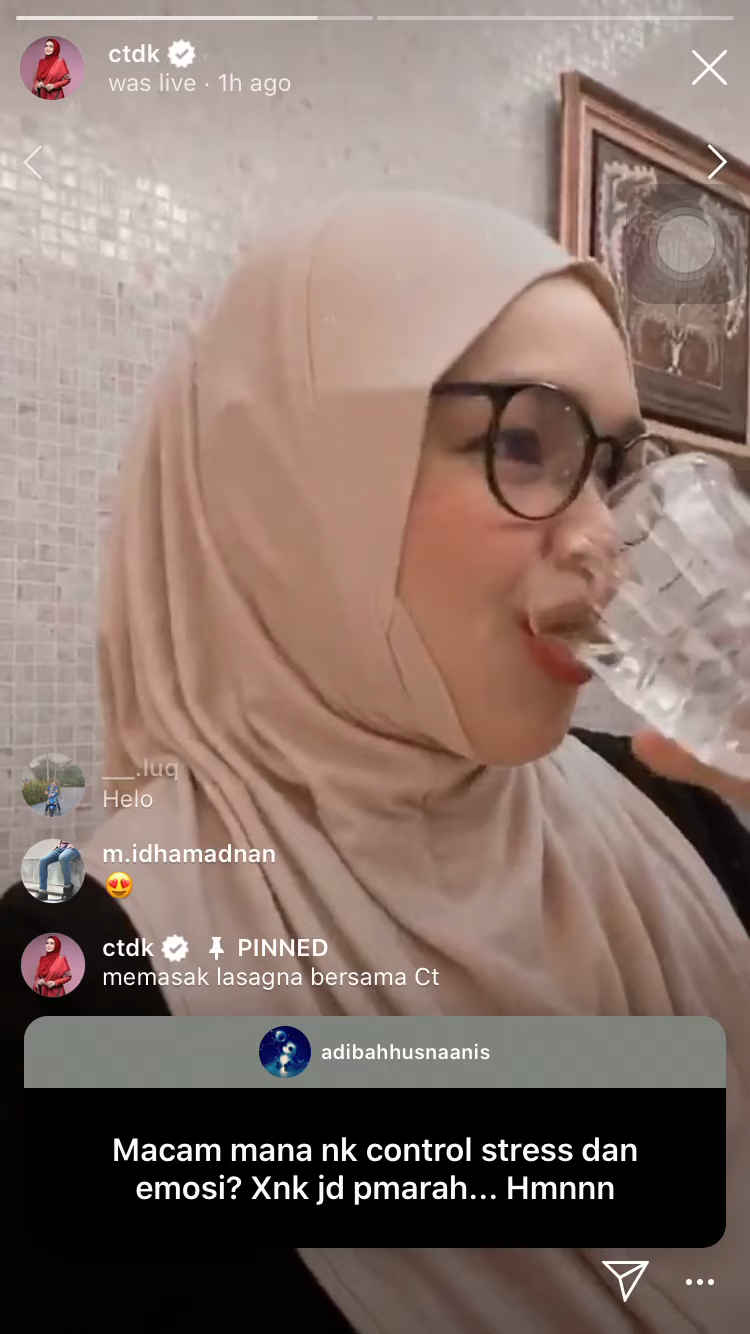 ctdk
was live · 1h ago
___.luq
Helo
m.idhamadnan
😍
ctdk PINNED
memasak lasagna bersama Ct
adibahhusnaanis
Macam mana nk control stress dan
emosi? Xnk jd pmarah... Hmnnn